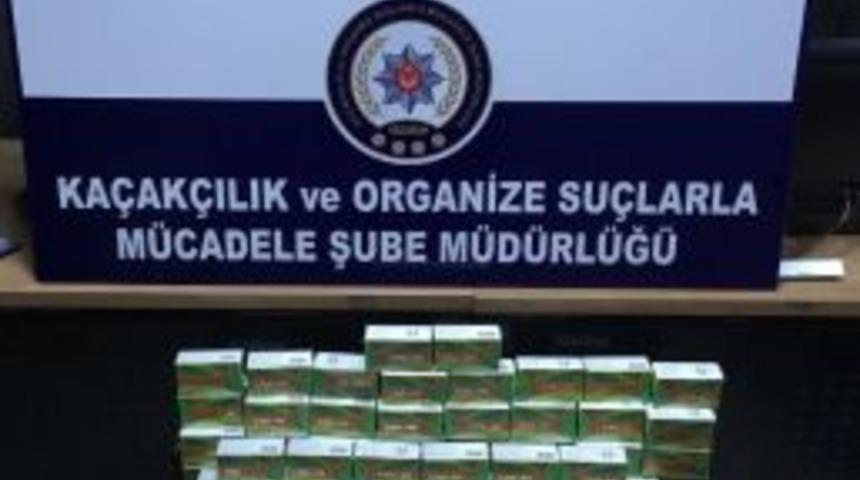 KAÇAKÇILIK ve ORGANİZE SUÇLARLA
MÜCADELE ŞUBE MÜDÜRLÜĞÜ